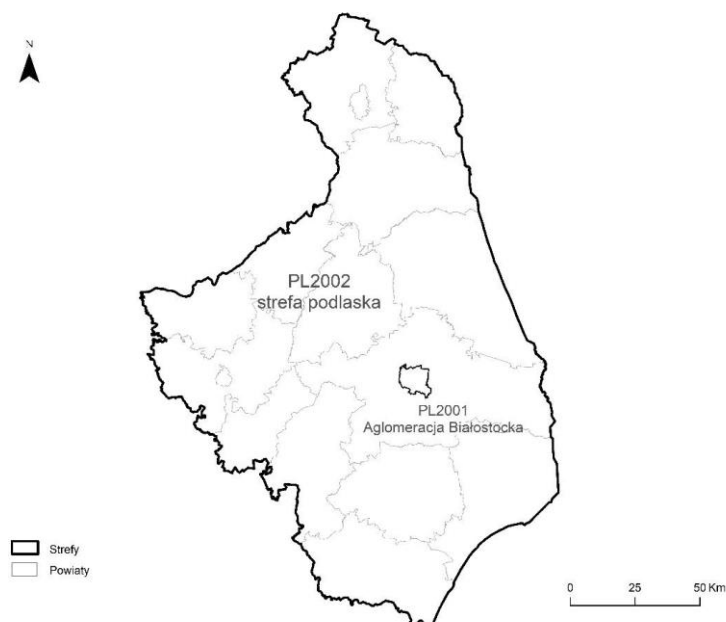 N
PL2002
strefa podlaska
PL2001
Aglomeracja Białostocka
Strefy
Powiaty
0 25 50 Km